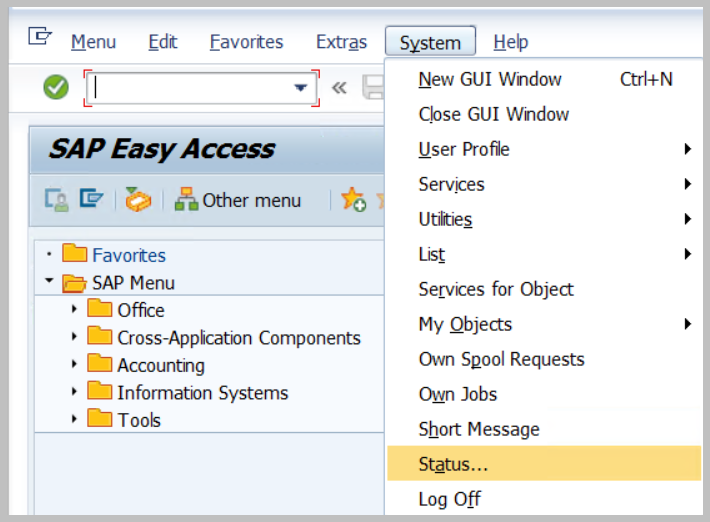 Menu Edit Favorites Extras System Help
New GUI Window Ctrl+N
Close GUI Window
User Profile
Services
Utilities
List
Services for Object
My Objects
Own Spool Requests
Own Jobs
Short Message
Status...
Log Off
SAP Easy Access
Other menu
Favorites
SAP Menu
Office
Cross-Application Components
Accounting
Information Systems
Tools